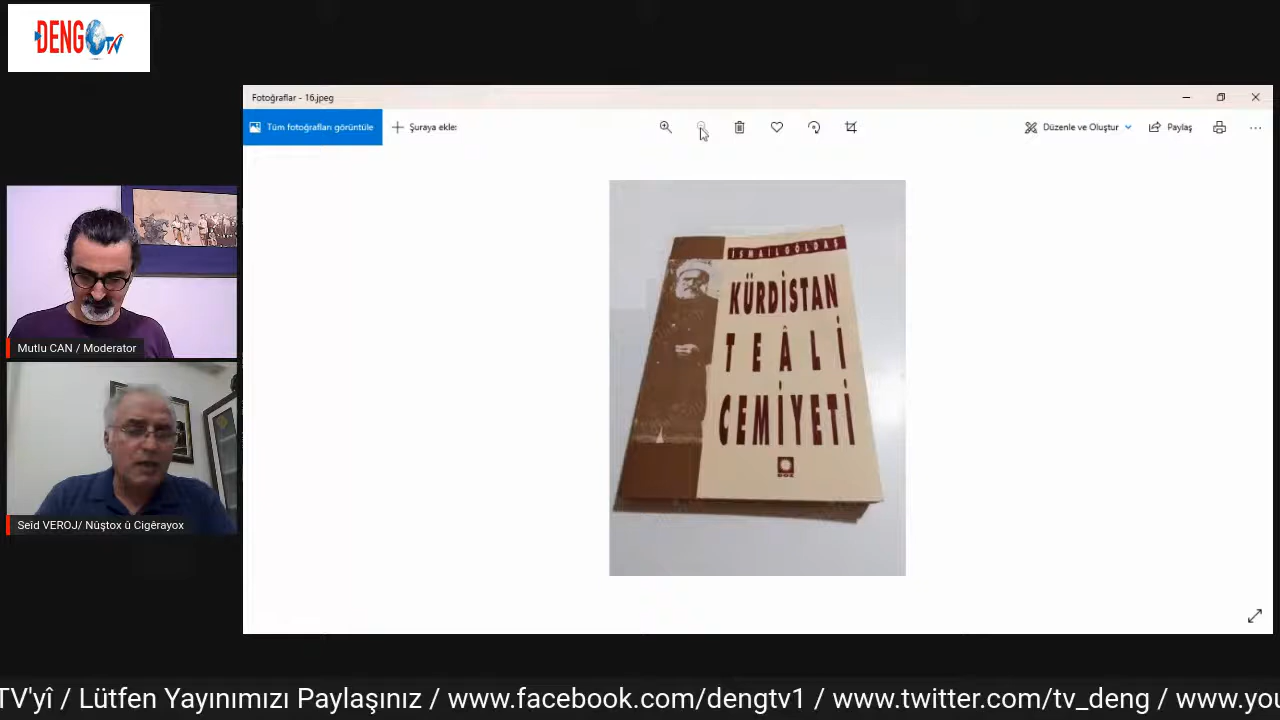 DENG TV
Fotoğraflar - 16.jpeg
Tüm fotoğrafları görüntüle
Şuraya ekle:
Düzenle ve Oluştur
Paylaş
İSMAİL GÖLDAŞ
KÜRDİSTAN
TEÂLİ
CEMİYETİ
DOZ
Mutlu CAN / Moderator
Seîd VEROJ/ Nûştox û Cigêrayox
TV'yî / Lütfen Yayınımızı Paylaşınız / www.facebook.com/dengtv1 / www.twitter.com/tv_deng / www.you